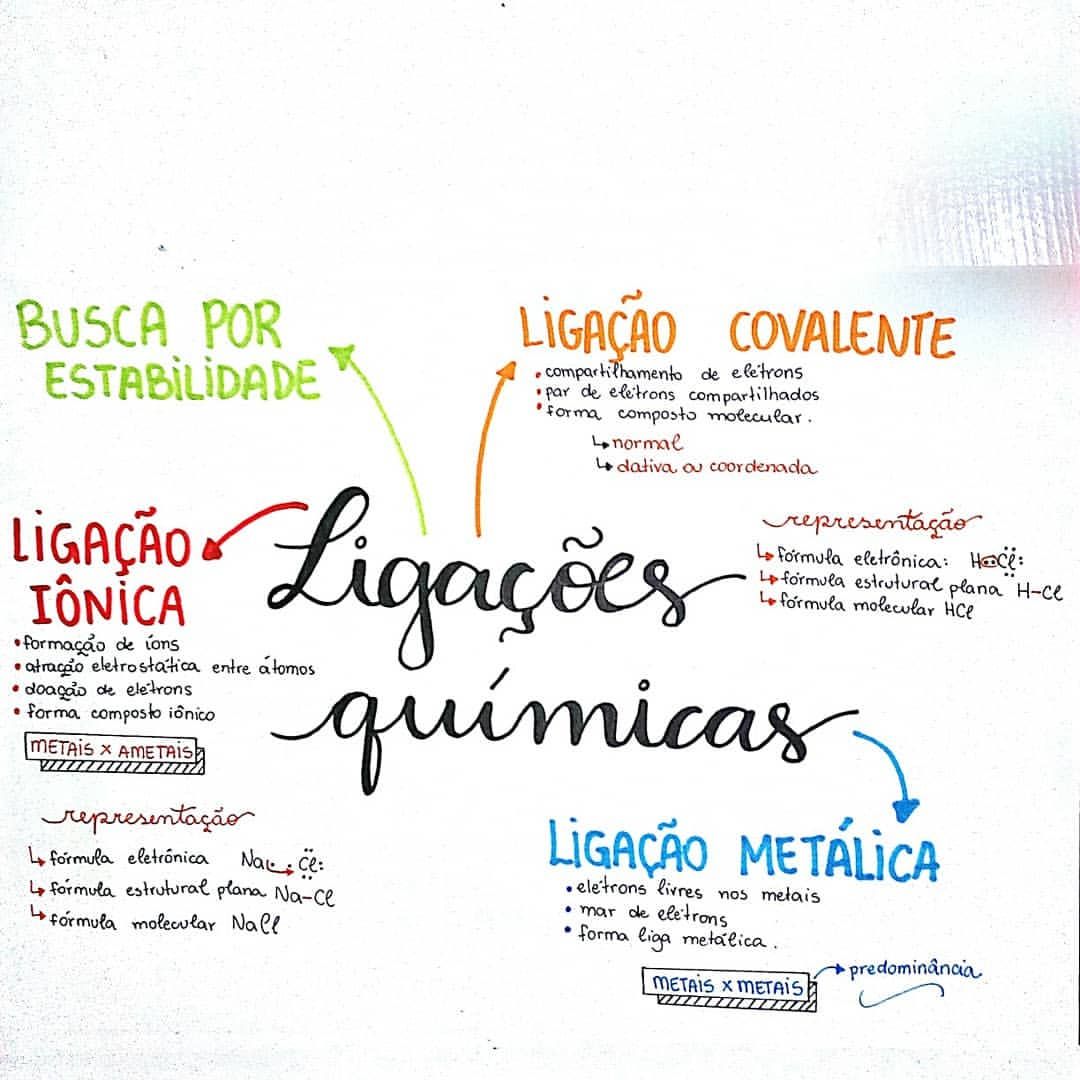 BUSCA POR
ESTABILIDADE
LIGAÇÃO COVALENTE
• compartilhamento de elétrons
• par de elétrons compartilhados
• forma composto molecular.
↳ normal
↳ dativa ou coordenada
representação
↳ fórmula eletrônica: H••Cl:
↳ fórmula estrutural plana H-Cl
↳ fórmula molecular HCl
Ligações
químicas
LIGAÇÃO
IÔNICA
• formação de íons
• atração eletrostática entre átomos
• doação de elétrons
• forma composto iônico
METAIS X AMETAIS
representação
↳ fórmula eletrônica Na· ·Cl:
↳ fórmula estrutural plana Na-Cl
↳ fórmula molecular NaCl
LIGAÇÃO METÁLICA
• elétrons livres nos metais
• mar de elétrons
• forma liga metálica.
METAIS X METAIS → predominância